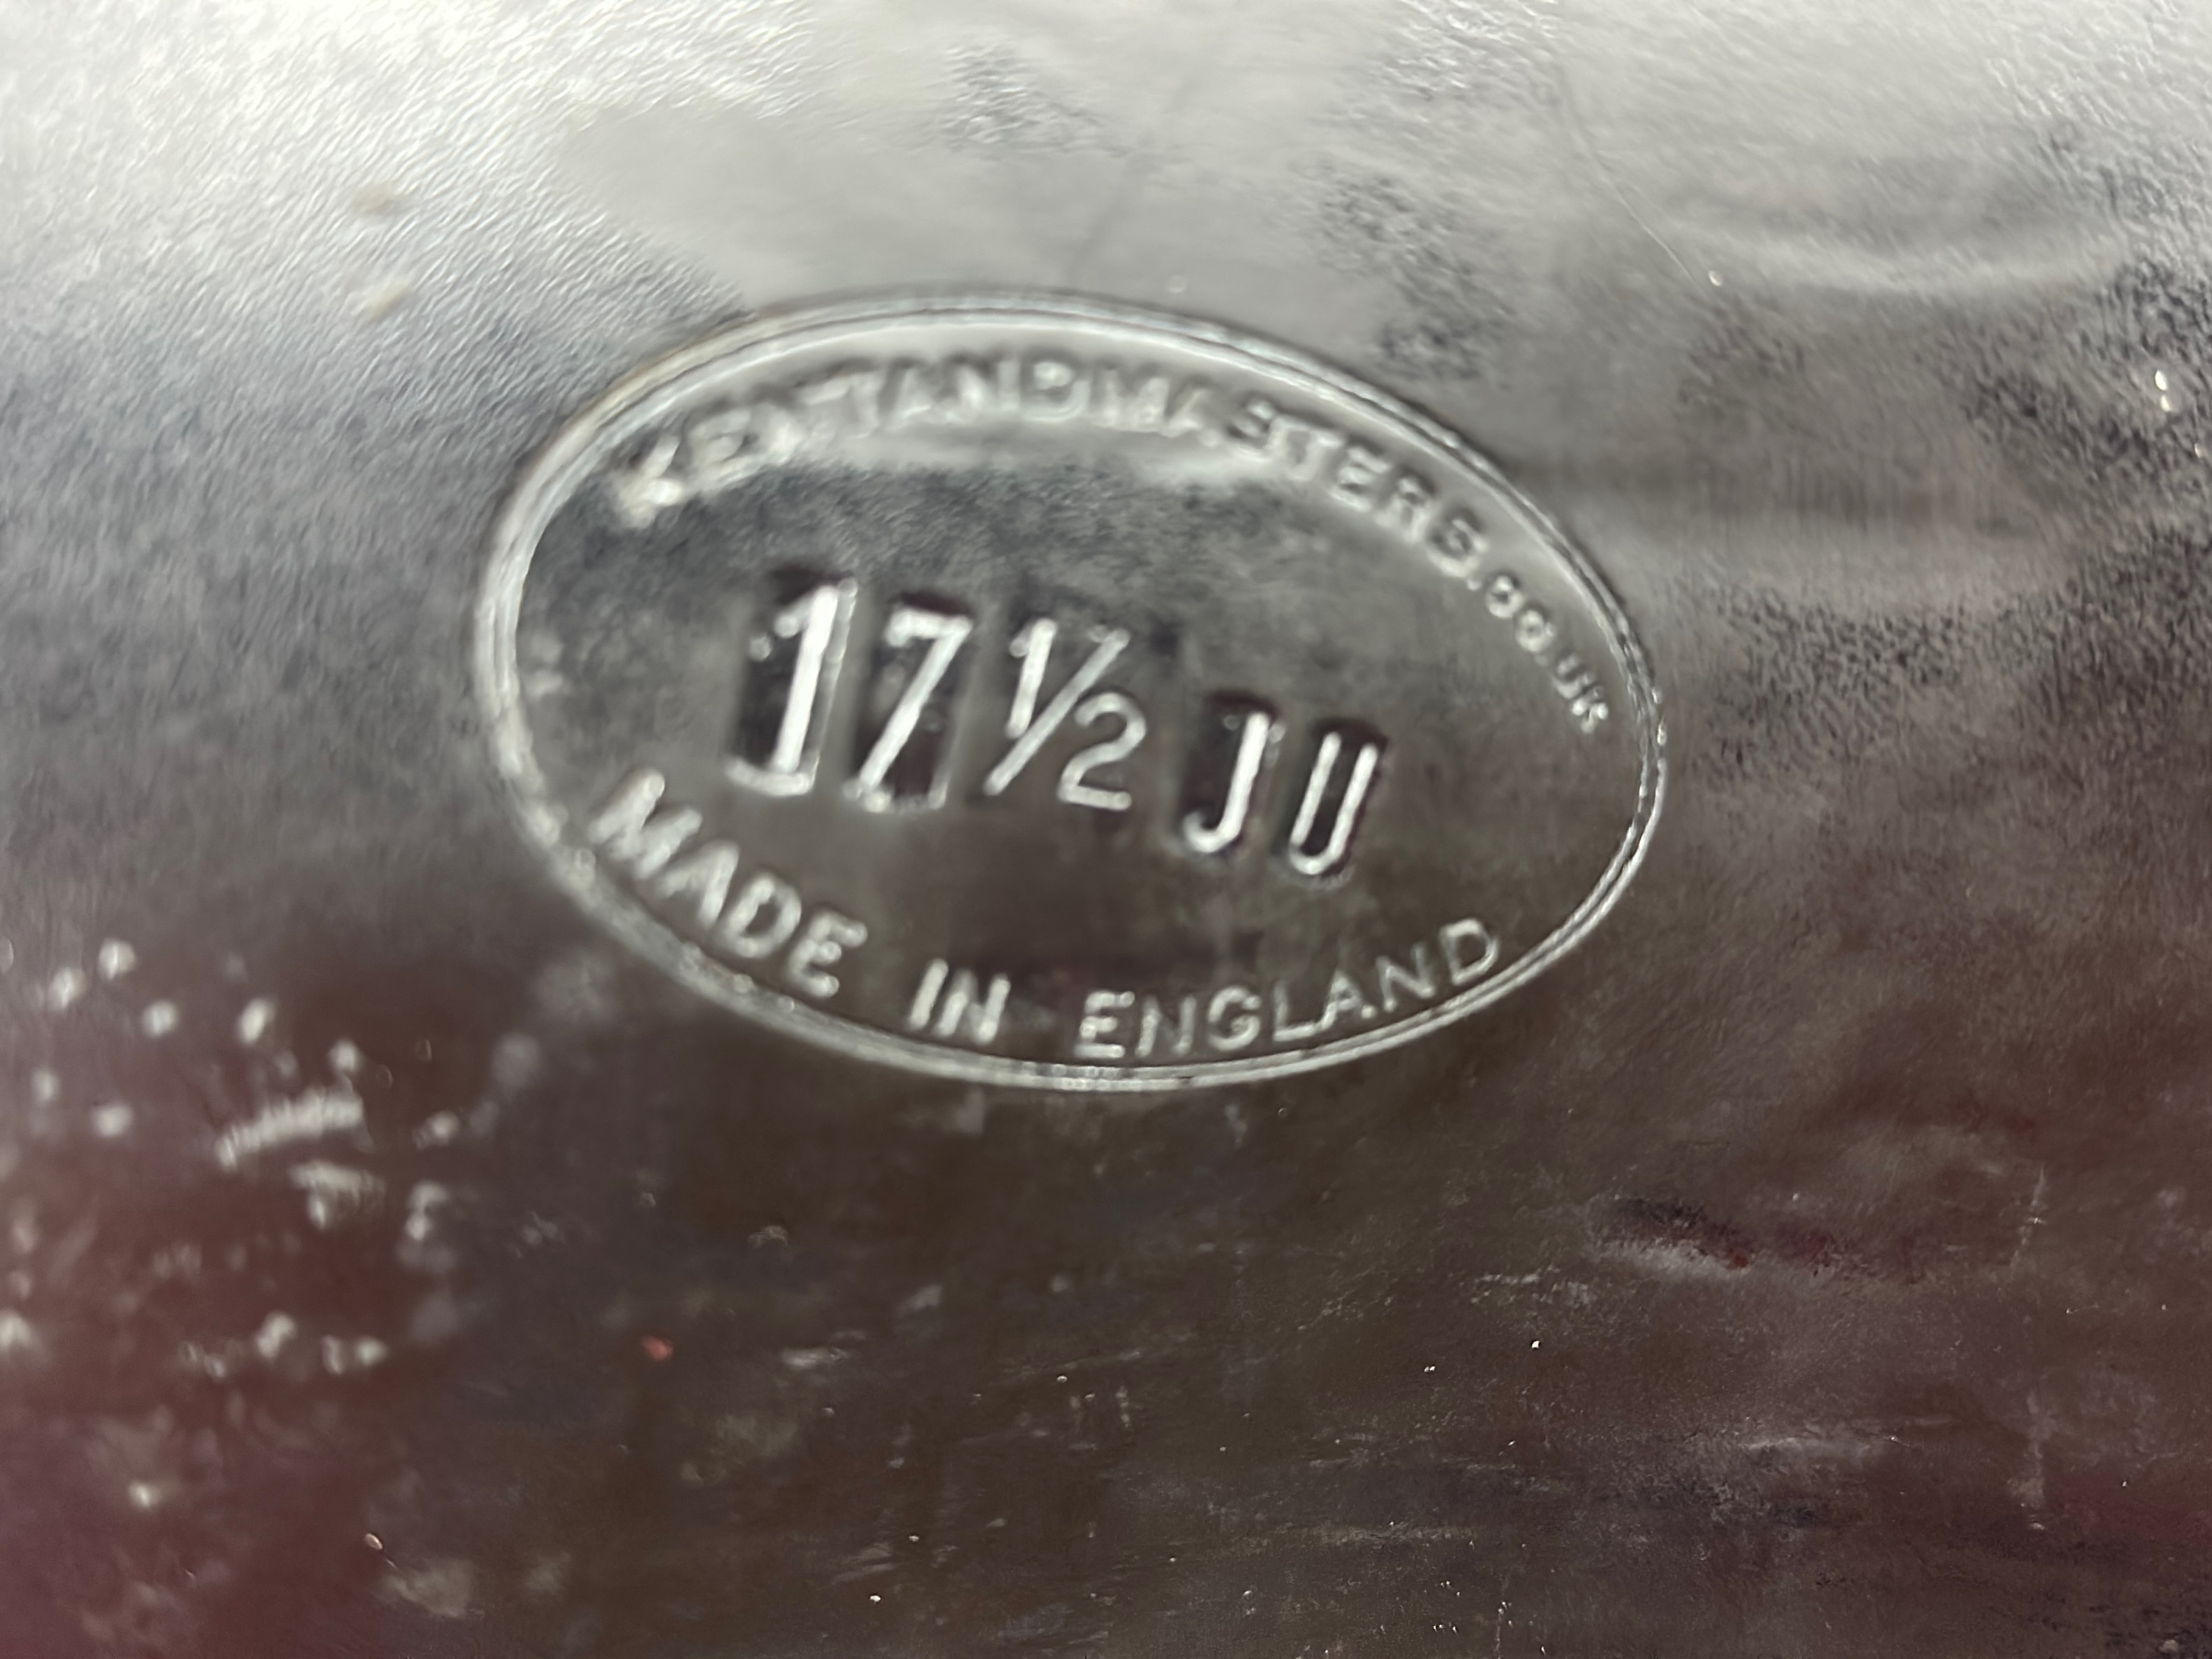 KENTANDMASTERS.CO.UK
17½ JU
MADE IN ENGLAND